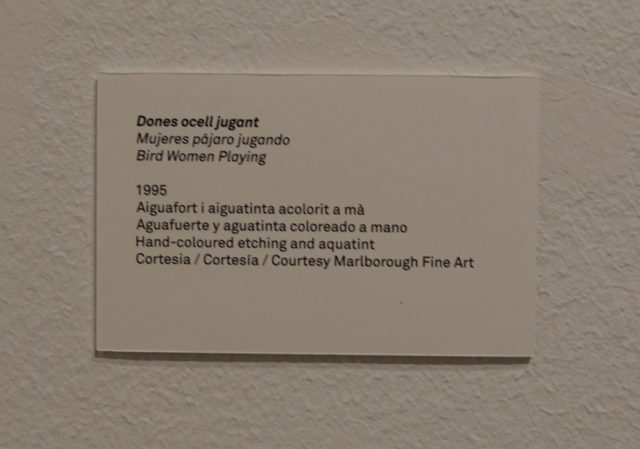 Dones ocell jugant
Mujeres pájaro jugando
Bird Women Playing
1995
Aiguafort i aiguatinta acolorit a mà
Aguafuerte y aguatinta coloreado a mano
Hand-coloured etching and aquatint
Cortesia / Cortesía / Courtesy Marlborough Fine Art